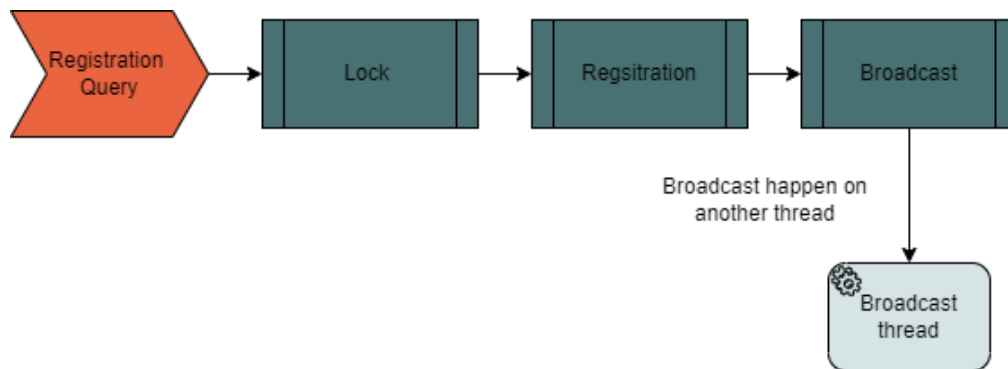 Registration
Query
Lock
Regsitration
Broadcast
Broadcast happen on
another thread
Broadcast
thread